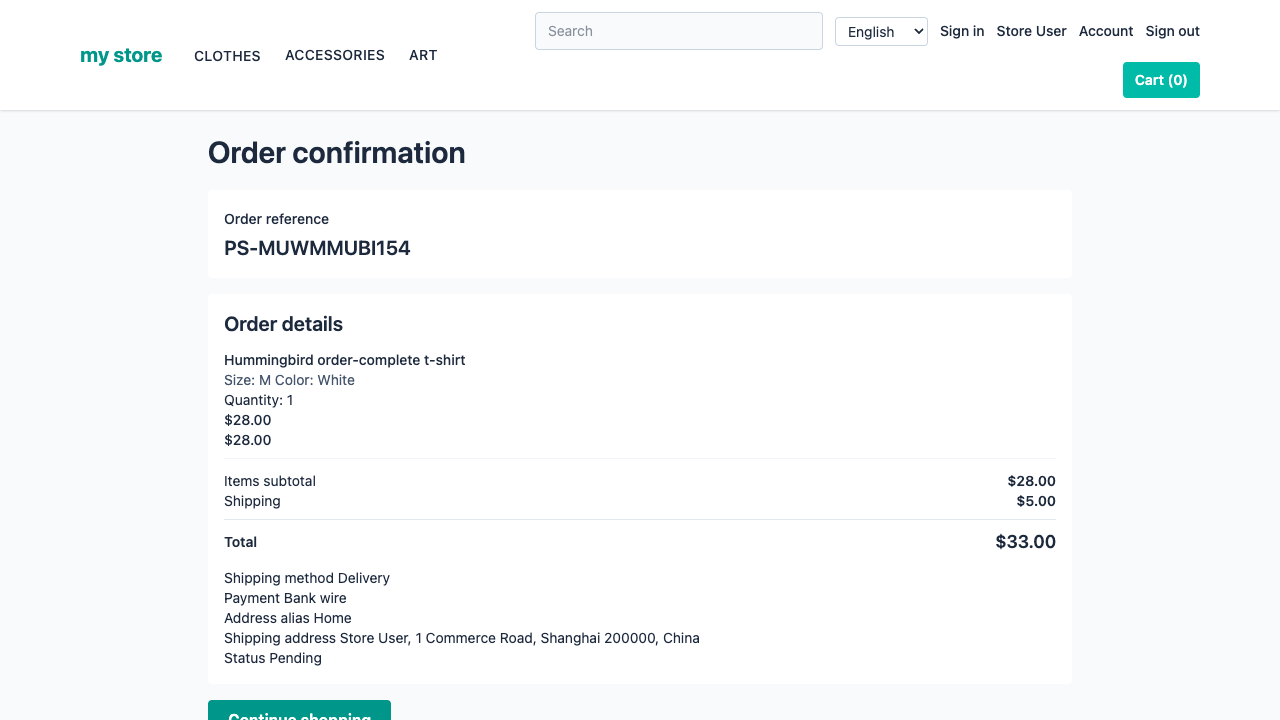 my store
CLOTHES
ACCESSORIES
ART
Search
English
Sign in
Store User
Account
Sign out
Cart (0)
Order confirmation
Order reference
PS-MUWMMUBI154
Order details
Hummingbird order-complete t-shirt
Size: M Color: White
Quantity: 1
$28.00
$28.00
Items subtotal $28.00
Shipping $5.00
Total $33.00
Shipping method Delivery
Payment Bank wire
Address alias Home
Shipping address Store User, 1 Commerce Road, Shanghai 200000, China
Status Pending
Continue shopping